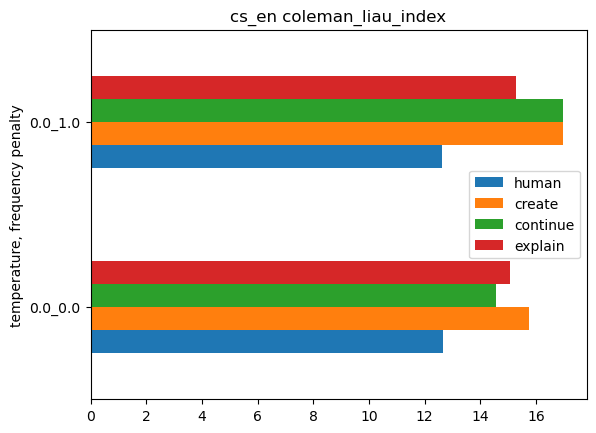 cs_en coleman_liau_index
temperature, frequency penalty
0.0_1.0
0.0_0.0
human
create
continue
explain
0 2 4 6 8 10 12 14 16